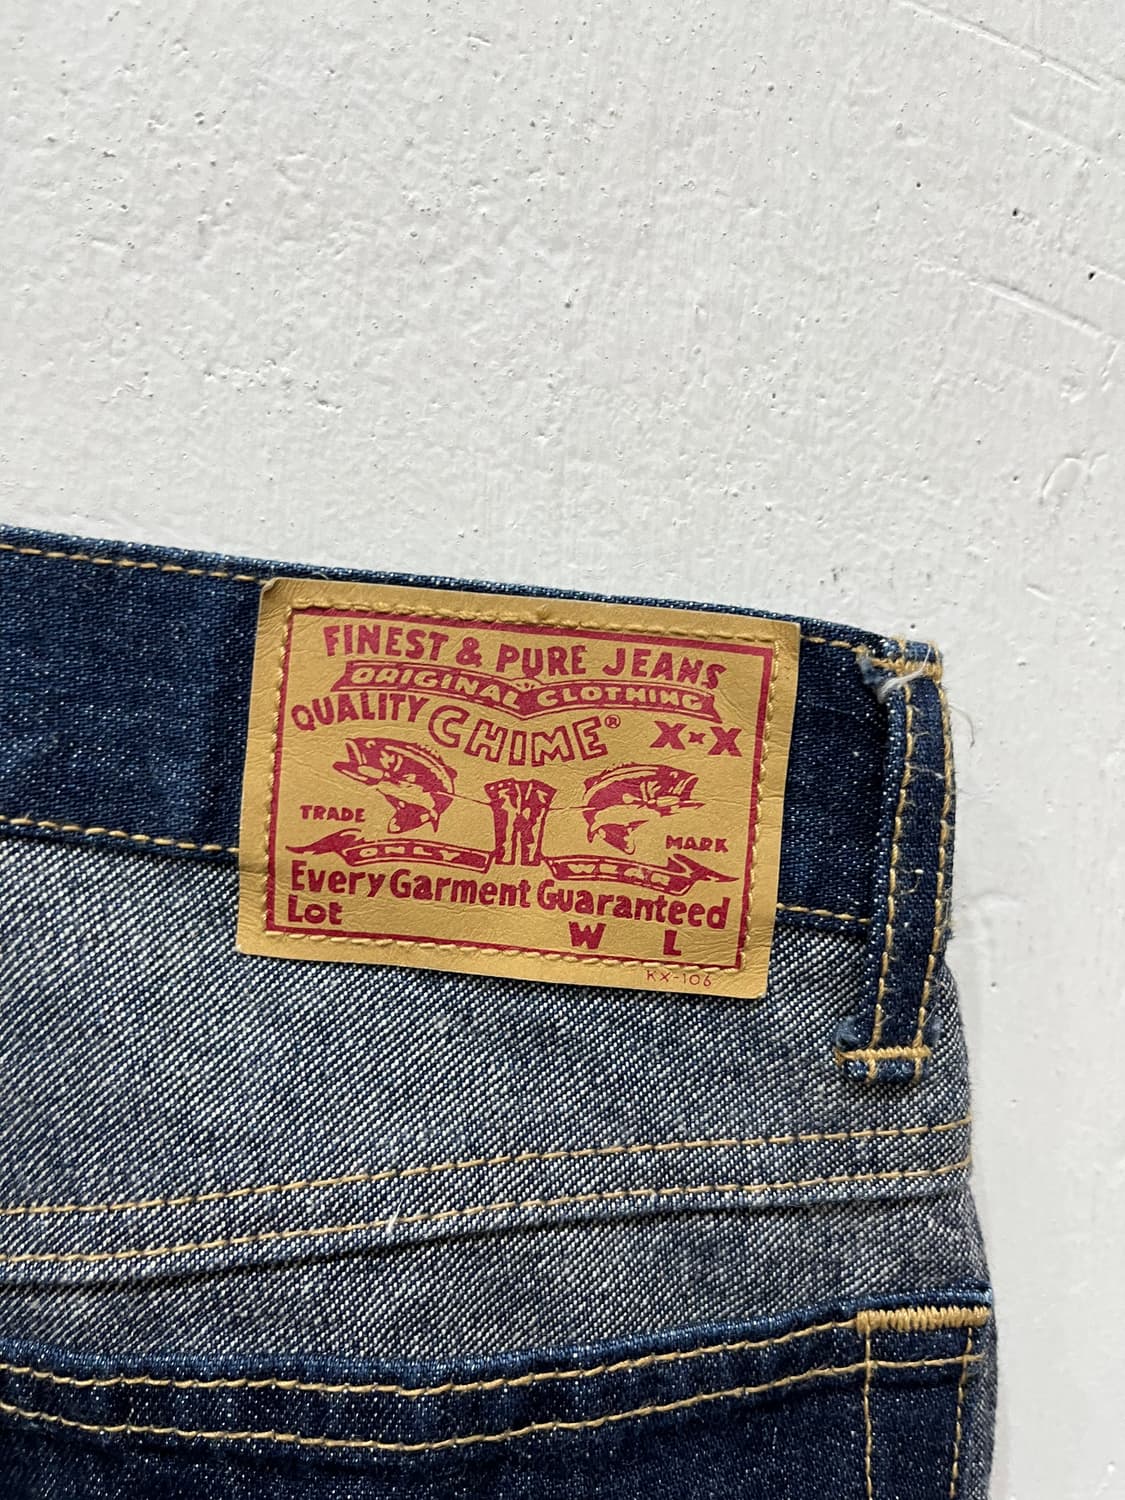 FINEST & PURE JEANS
ORIGINAL CLOTHING
QUALITY CHIME® X-X
TRADE MARK
ONLY WEAR
Every Garment Guaranteed
Lot W L
KX-106